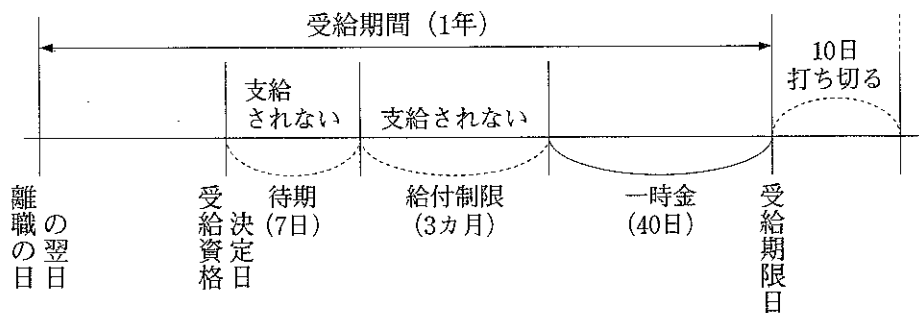 受給期間（1年）
10日
打ち切る
支給
されない
支給されない
離職の日
の翌日
受給資格
決定日
待期
（7日）
給付制限
（3カ月）
一時金
（40日）
受給期限日